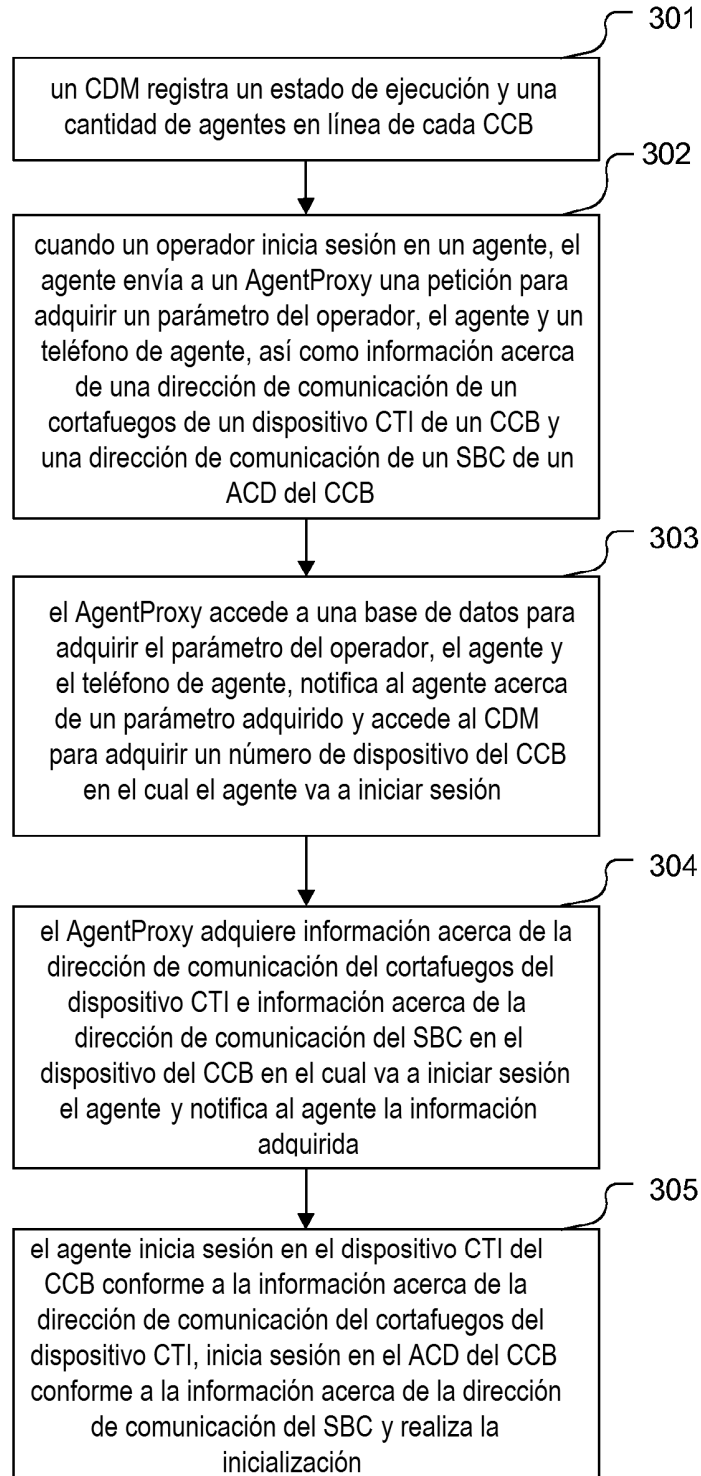 301
un CDM registra un estado de ejecución y una
cantidad de agentes en línea de cada CCB
302
cuando un operador inicia sesión en un agente, el
agente envía a un AgentProxy una petición para
adquirir un parámetro del operador, el agente y un
teléfono de agente, así como información acerca
de una dirección de comunicación de un
cortafuegos de un dispositivo CTI de un CCB y
una dirección de comunicación de un SBC de un
ACD del CCB
303
el AgentProxy accede a una base de datos para
adquirir el parámetro del operador, el agente y
el teléfono de agente, notifica al agente acerca
de un parámetro adquirido y accede al CDM
para adquirir un número de dispositivo del CCB
en el cual el agente va a iniciar sesión
304
el AgentProxy adquiere información acerca de la
dirección de comunicación del cortafuegos del
dispositivo CTI e información acerca de la
dirección de comunicación del SBC en el
dispositivo del CCB en el cual va a iniciar sesión
el agente y notifica al agente la información
adquirida
305
el agente inicia sesión en el dispositivo CTI del
CCB conforme a la información acerca de la
dirección de comunicación del cortafuegos del
dispositivo CTI, inicia sesión en el ACD del CCB
conforme a la información acerca de la dirección
de comunicación del SBC y realiza la
inicialización